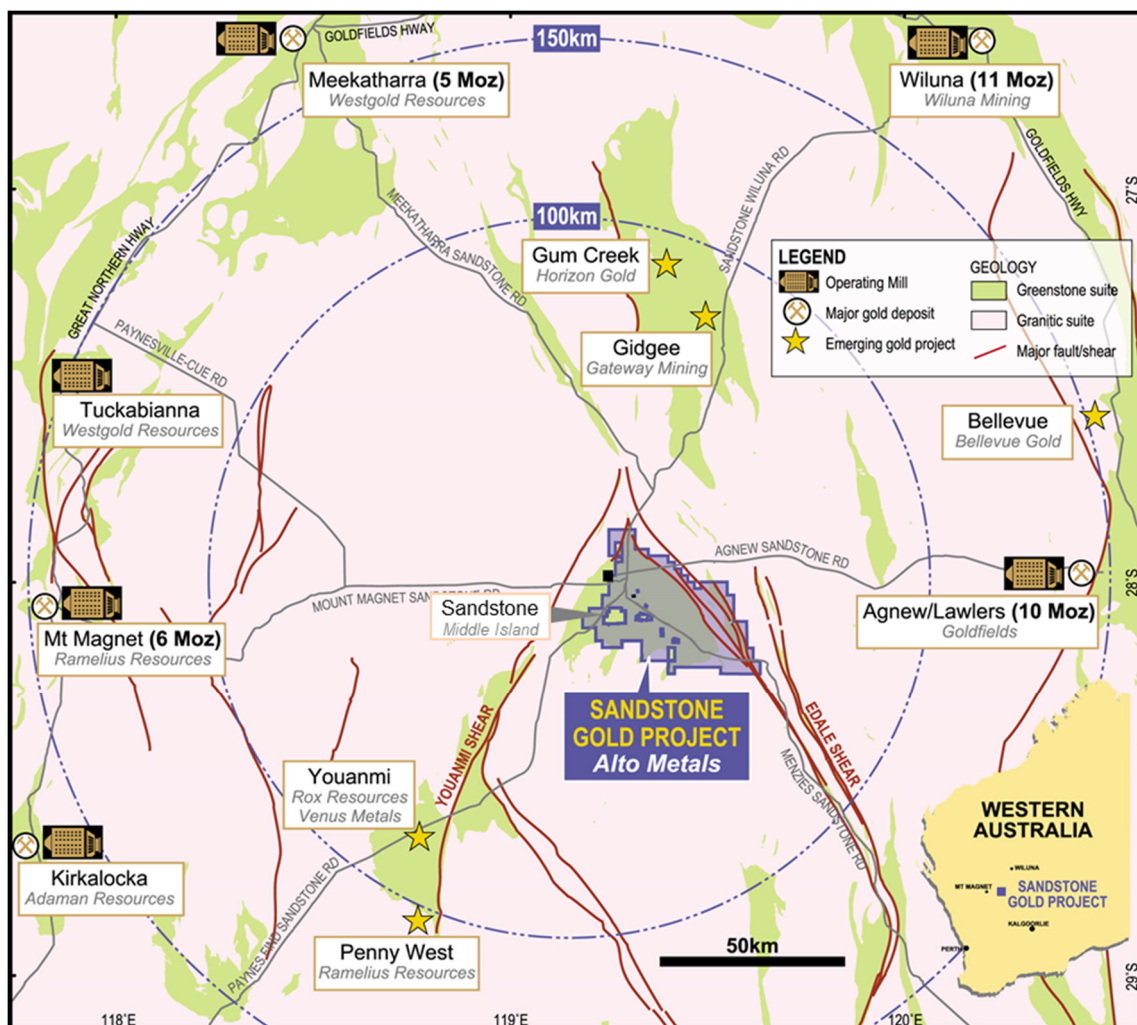 GOLDFIELDS HWY
150km
Meekatharra (5 Moz)
Westgold Resources
Wiluna (11 Moz)
Wiluna Mining
GOLDFIELDS HWY
27°S
MEEKATHARRA SANDSTONE RD
SANDSTONE WILUNA RD
100km
GREAT NORTHERN HWAY
Gum Creek
Horizon Gold
LEGEND
Operating Mill
Major gold deposit
Emerging gold project
GEOLOGY
Greenstone suite
Granitic suite
Major fault/shear
PAYNESVILLE-CUE RD
Gidgee
Gateway Mining
Tuckabianna
Westgold Resources
Bellevue
Bellevue Gold
AGNEW SANDSTONE RD
28°S
MOUNT MAGNET SANDSTONE RD
Sandstone
Middle Island
Mt Magnet (6 Moz)
Ramelius Resources
Agnew/Lawlers (10 Moz)
Goldfields
SANDSTONE
GOLD PROJECT
Alto Metals
YOUANMI SHEAR
EDALE SHEAR
MENZIES SANDSTONE RD
Youanmi
Rox Resources
Venus Metals
Kirkalocka
Adaman Resources
PAYNES FIND SANDSTONE RD
Penny West
Ramelius Resources
50km
WESTERN
AUSTRALIA
WILUNA
MT MAGNET
SANDSTONE
GOLD PROJECT
KALGOORLIE
PERTH
29°S
118°E
119°E
120°E